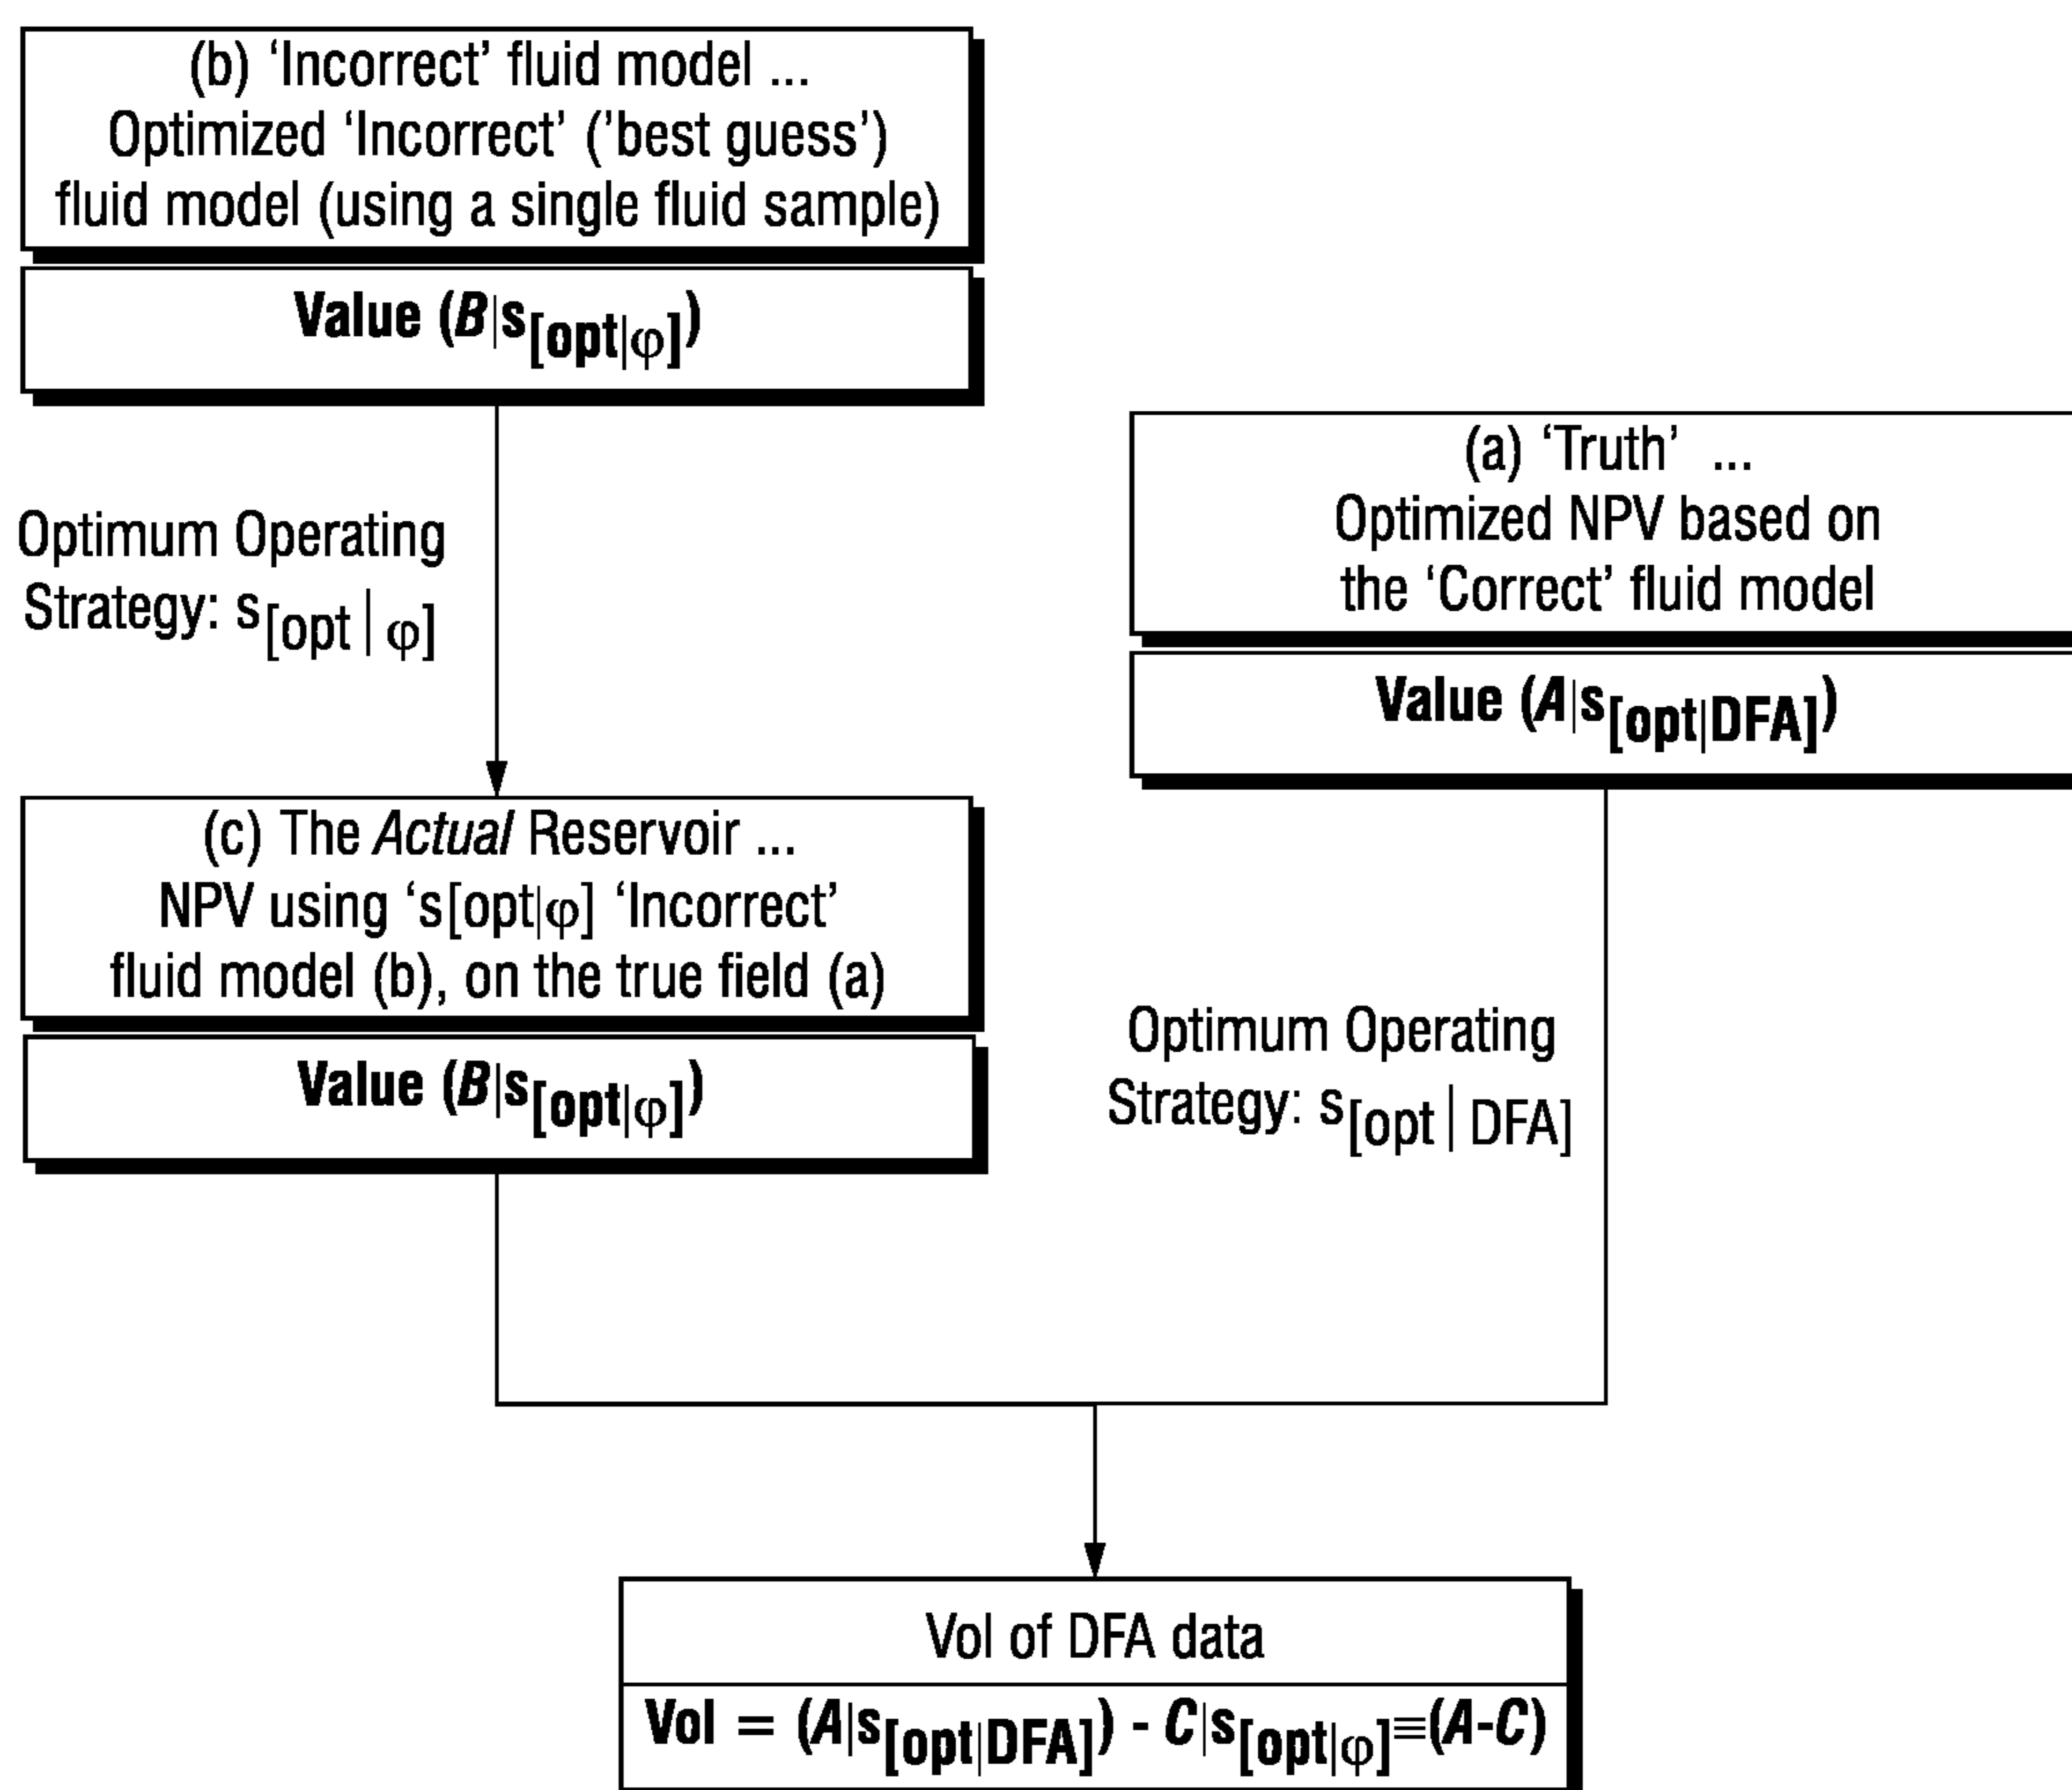 (b) ‘Incorrect’ fluid model ...
Optimized ‘Incorrect’ (’best guess’)
fluid model (using a single fluid sample)
Value (B|s[opt|φ])
Optimum Operating
Strategy: s[opt | φ]
(a) ‘Truth’ ...
Optimized NPV based on
the ‘Correct’ fluid model
Value (A|s[opt|DFA])
(c) The Actual Reservoir ...
NPV using ‘s[opt|φ] ‘Incorrect’
fluid model (b), on the true field (a)
Value (B|s[opt|φ])
Optimum Operating
Strategy: s[opt | DFA]
Vol of DFA data
Vol = (A|s[opt|DFA]) - C|s[opt|φ]≡(A-C)